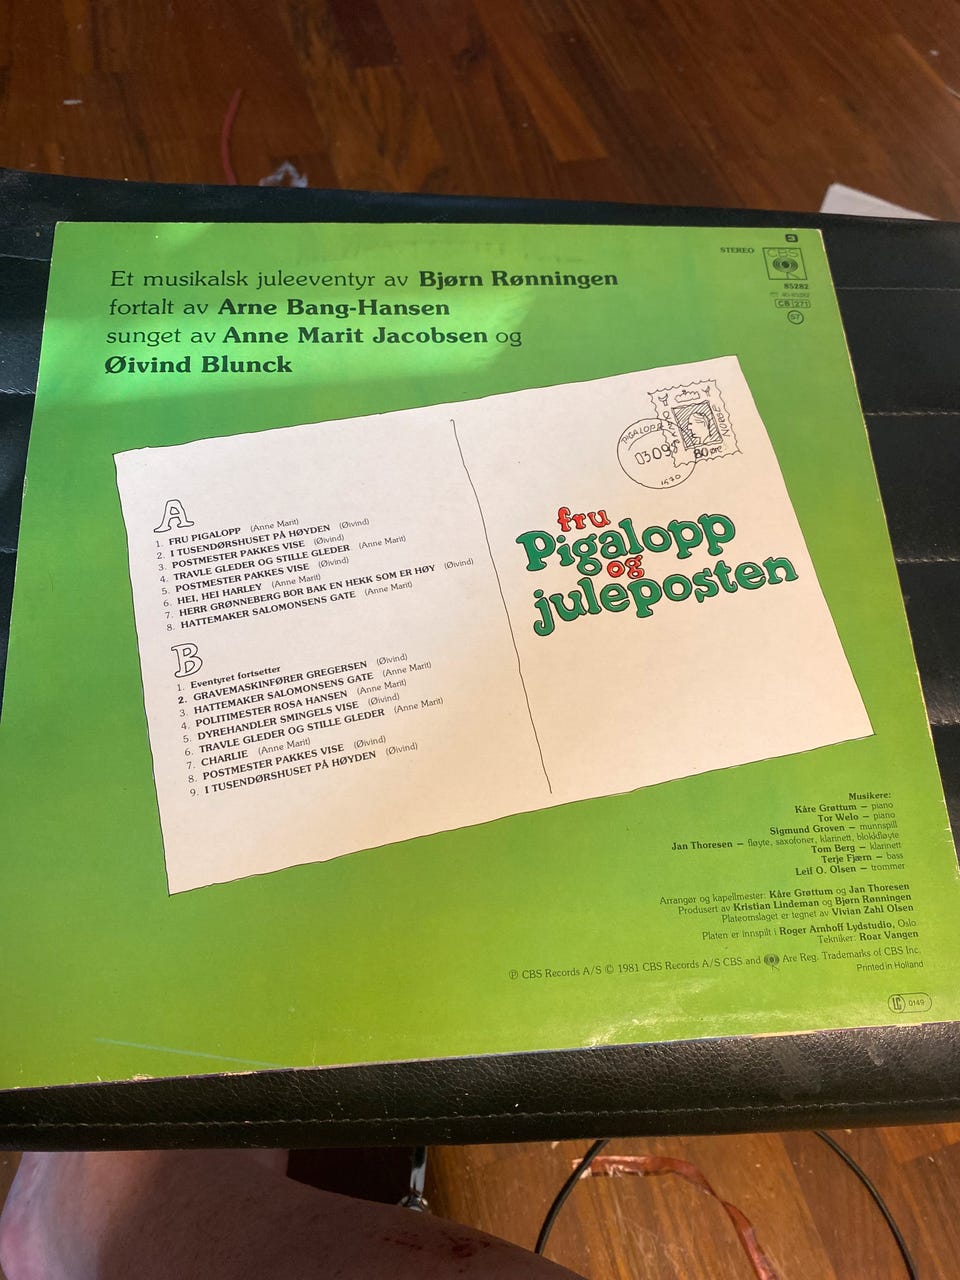 Et musikalsk juleeventyr av Bjørn Rønningen
fortalt av Arne Bang-Hansen
sunget av Anne Marit Jacobsen og
Øivind Blunck
STEREO
CBS
85282
CB 271
57
PIGALOPP
NORGE
80 øre
A
1. FRU PIGALOPP (Anne Marit)
2. I TUSENDØRSHUSET PÅ HØYDEN (Øivind)
3. POSTMESTER PAKKES VISE (Øivind)
4. TRAVLE GLEDER OG STILLE GLEDER (Anne Marit)
5. POSTMESTER PAKKES VISE (Øivind)
6. HEI, HEI HARLEY (Anne Marit)
7. HERR GRØNNEBERG BOR BAK EN HEKK SOM ER HØY (Øivind)
8. HATTEMAKER SALOMONSENS GATE (Anne Marit)
B
1. Eventyret fortsetter
2. GRAVEMASKINFØRER GREGERSEN (Øivind)
3. HATTEMAKER SALOMONSENS GATE (Anne Marit)
4. POLITIMESTER ROSA HANSEN (Anne Marit)
5. DYREHANDLER SMINGELS VISE (Øivind)
6. TRAVLE GLEDER OG STILLE GLEDER (Anne Marit)
7. CHARLIE (Anne Marit)
8. POSTMESTER PAKKES VISE (Øivind)
9. I TUSENDØRSHUSET PÅ HØYDEN (Øivind)
fru
Pigalopp
og
juleposten
Musikere:
Kåre Grøttum — piano
Tor Welo — piano
Sigmund Groven — munnspill
Jan Thoresen — fløyte, saxofoner, klarinett, blokkfløyte
Tom Berg — klarinett
Terje Fjærn — bass
Leif O. Olsen — trommer
Arrangør og kapellmester: Kåre Grøttum og Jan Thoresen
Produsert av Kristian Lindeman og Bjørn Rønningen
Plateomslaget er tegnet av Vivian Zahl Olsen
Platen er innspilt i Roger Arnhoff Lydstudio, Oslo
Tekniker: Roar Vangen
Ⓟ CBS Records A/S © 1981 CBS Records A/S CBS and Are Reg. Trademarks of CBS Inc.
Printed in Holland
LC 0149